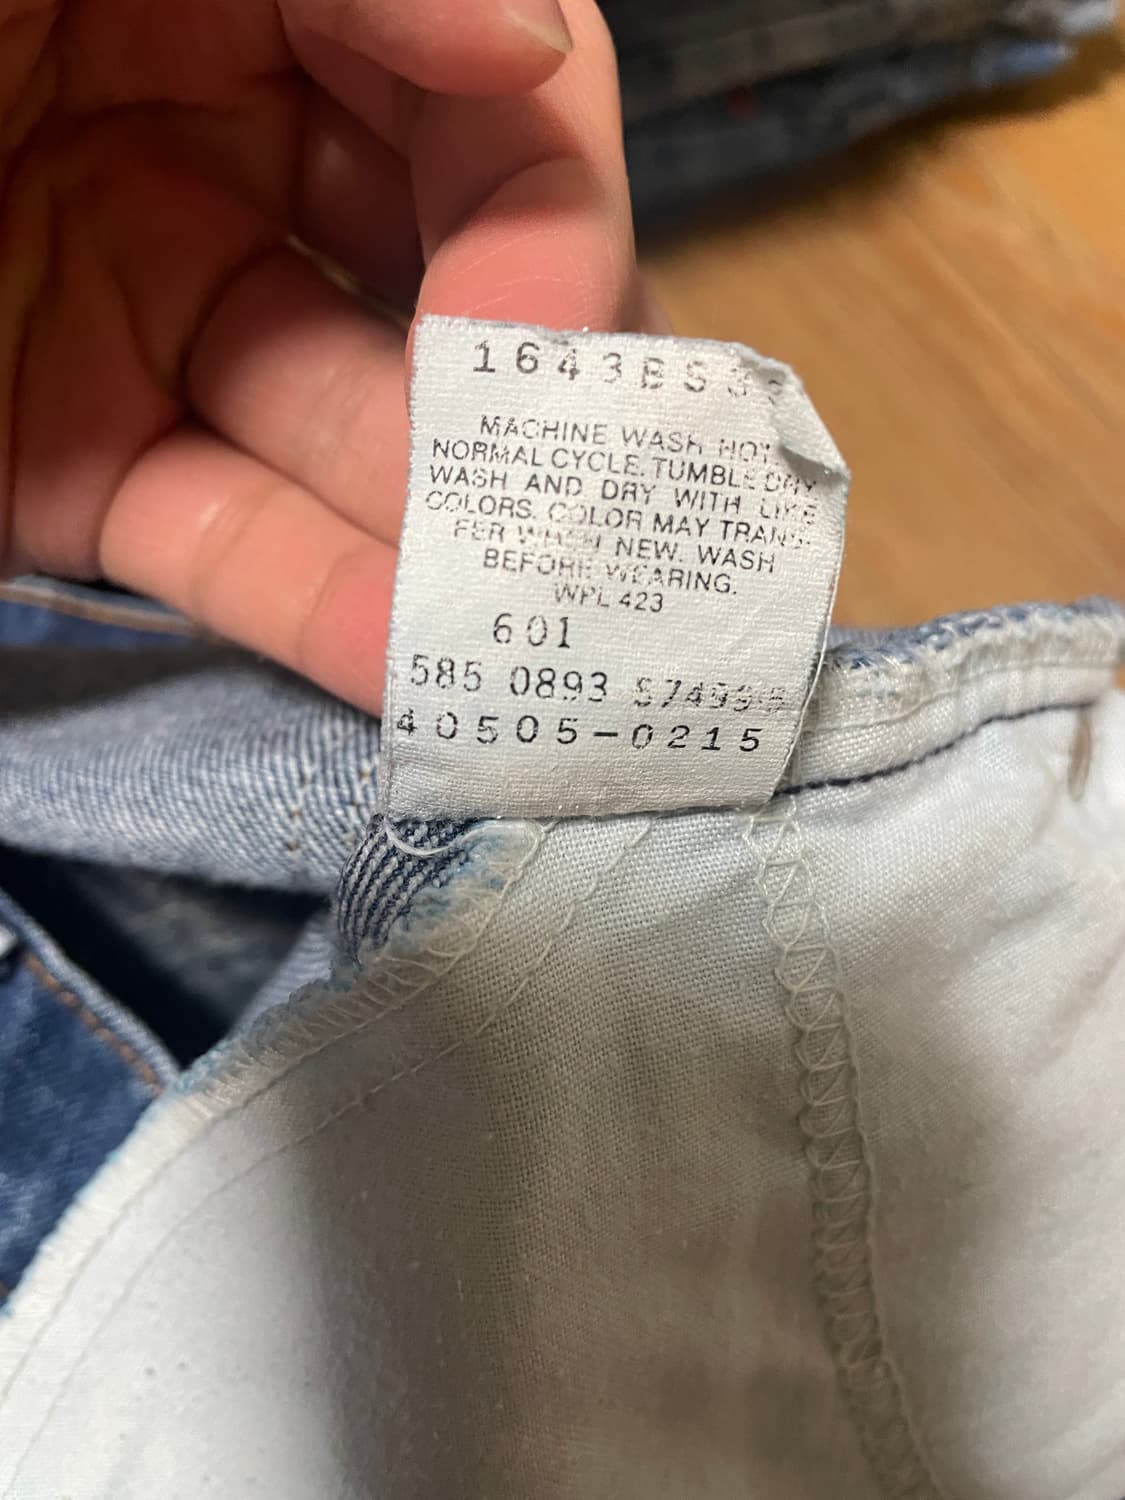 1643BS3
MACHINE WASH HOT,
NORMAL CYCLE. TUMBLE DRY
WASH AND DRY WITH LIKE
COLORS. COLOR MAY TRANS-
FER WHEN NEW. WASH
BEFORE WEARING.
WPL 423
601
585 0893
40505-0215